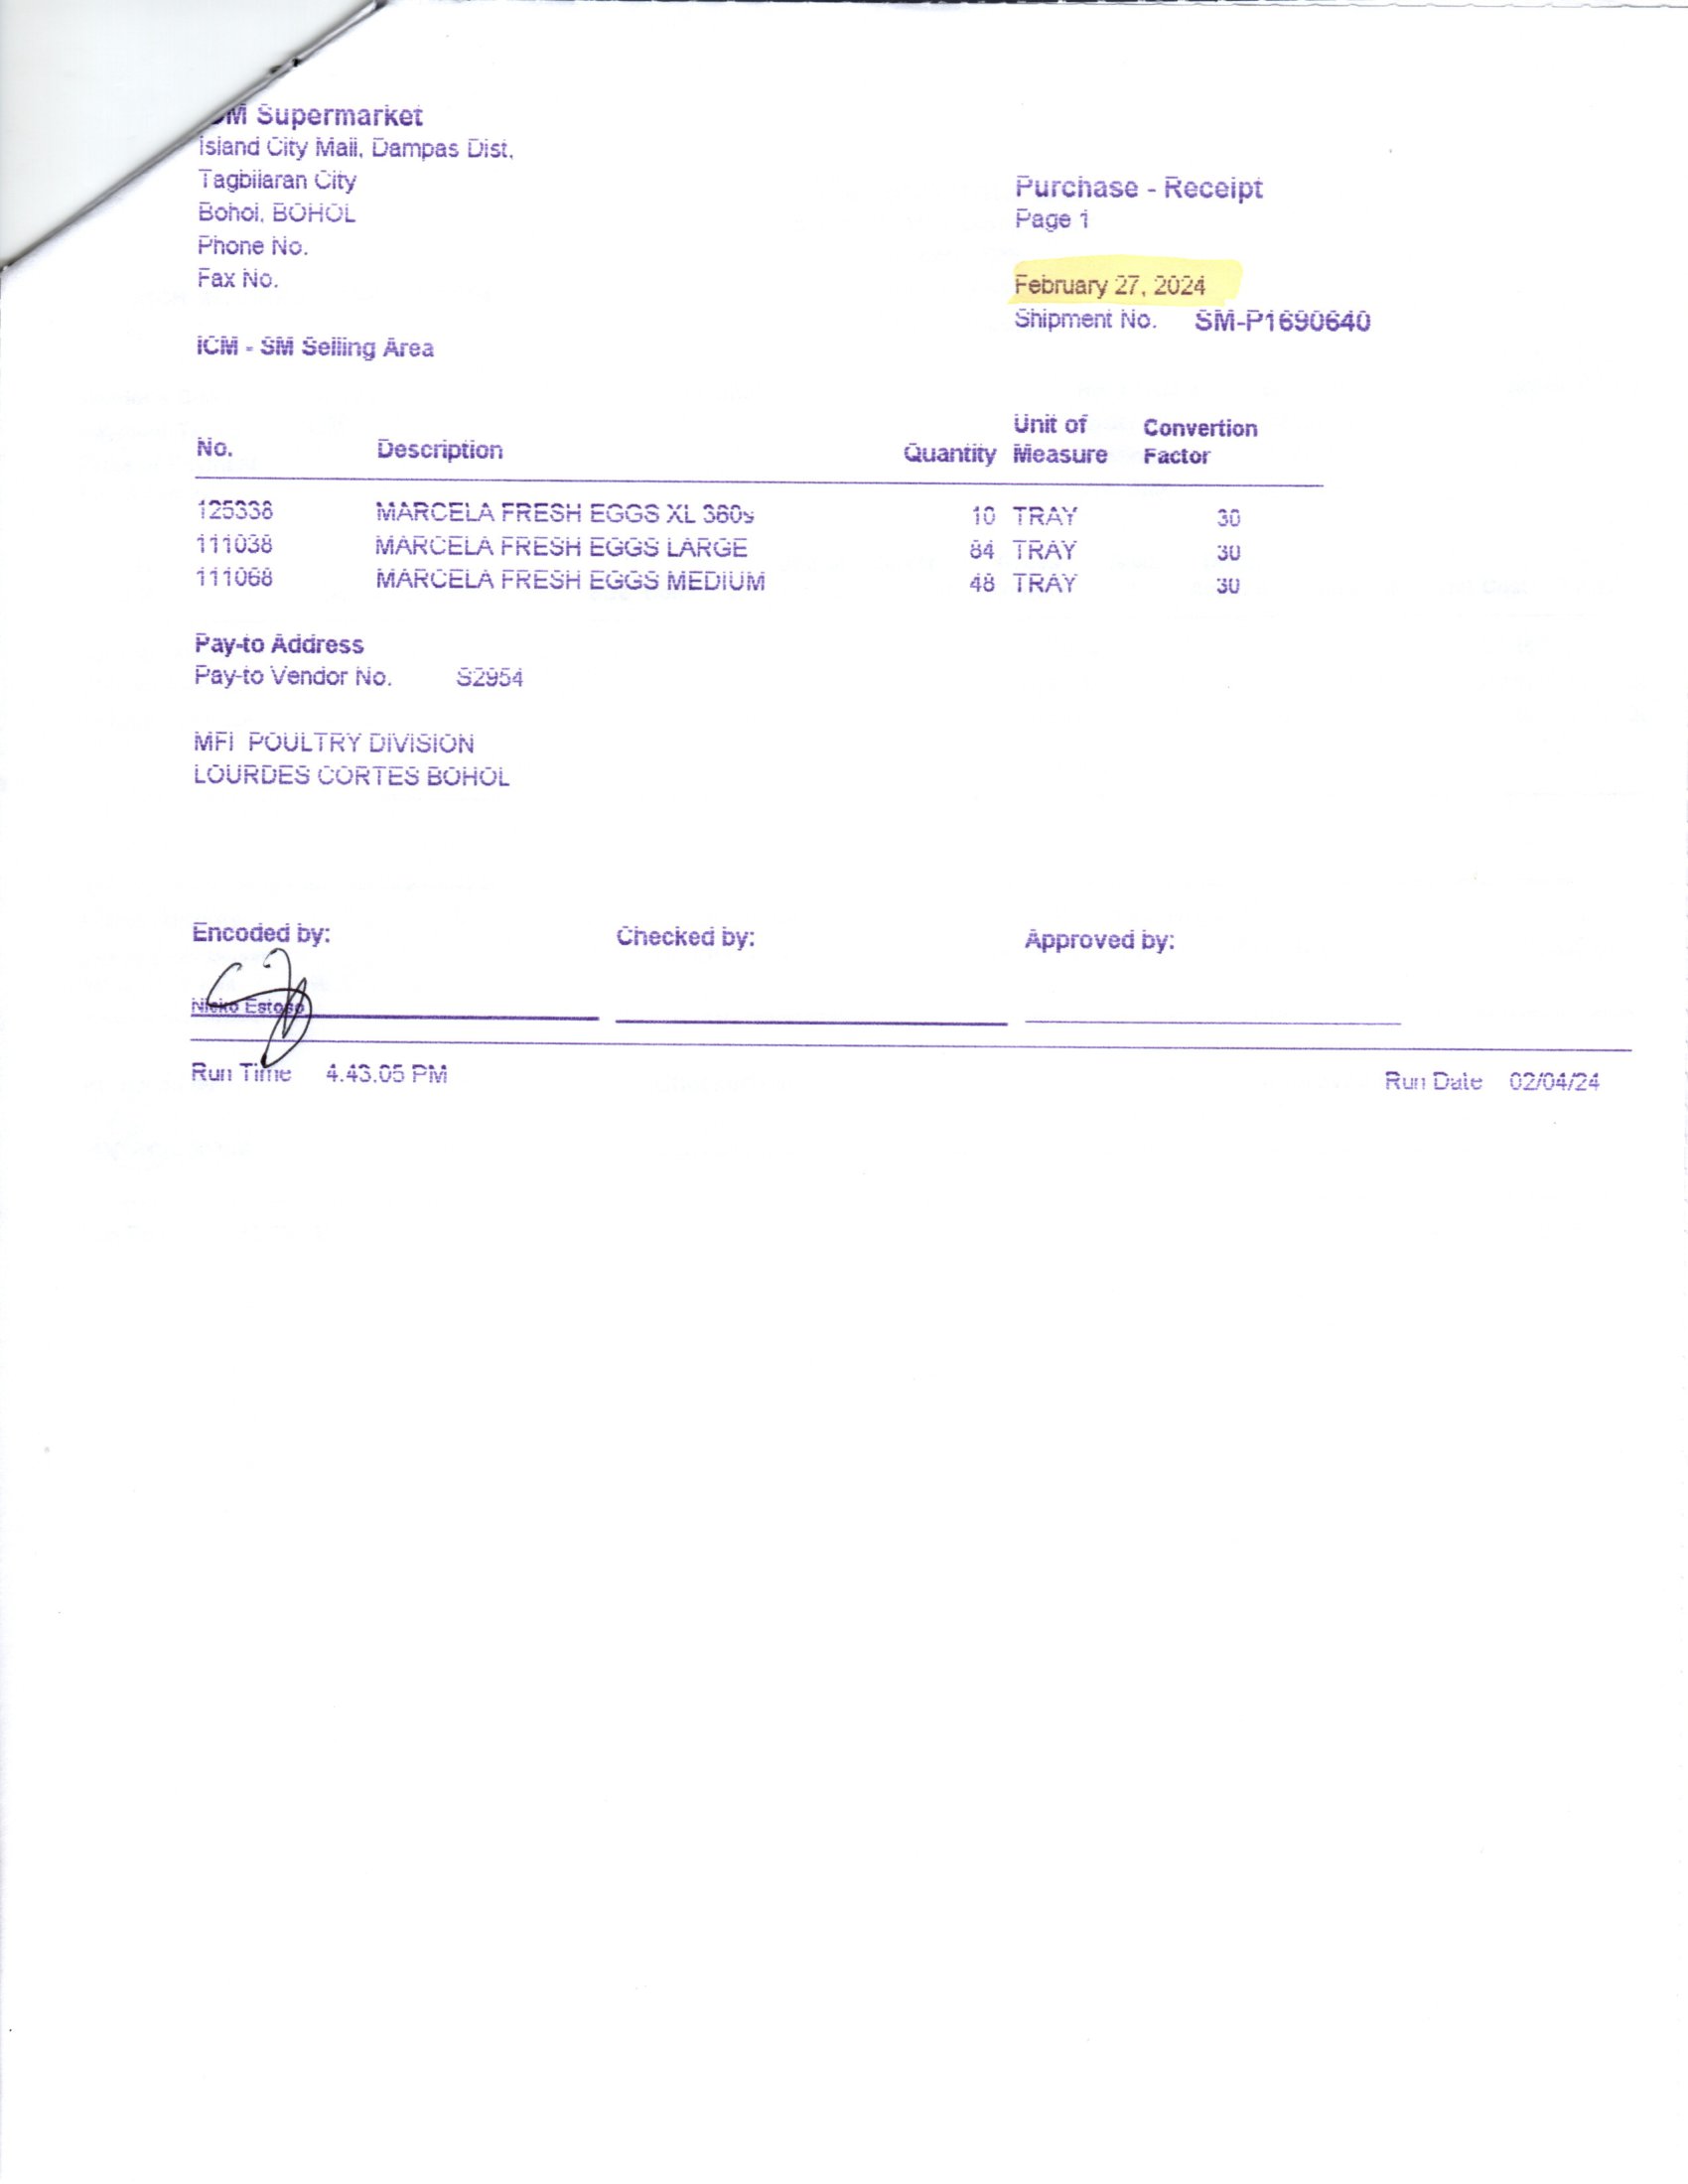 M Supermarket
Island City Mall, Dampas Dist.
Tagbilaran City
Bohol, BOHOL
Phone No.
Fax No.
Purchase - Receipt
Page 1
February 27, 2024
Shipment No. SM-P1690640
ICM - SM Selling Area
No. Description Quantity Unit of Measure Convertion Factor
125338 MARCELA FRESH EGGS XL 360s 10 TRAY 30
111038 MARCELA FRESH EGGS LARGE 84 TRAY 30
111068 MARCELA FRESH EGGS MEDIUM 48 TRAY 30
Pay-to Address
Pay-to Vendor No. S2954
MFI POULTRY DIVISION
LOURDES CORTES BOHOL
Encoded by: Checked by: Approved by:
Run Time 4.43.05 PM Run Date 02/04/24